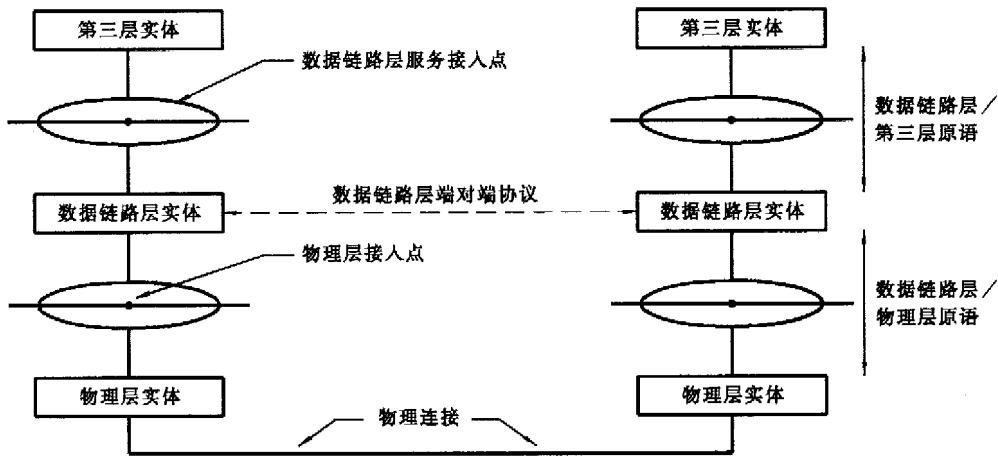 第三层实体
第三层实体
数据链路层服务接入点
数据链路层/
第三层原语
数据链路层端对端协议
数据链路层实体
数据链路层实体
物理层接入点
数据链路层/
物理层原语
物理层实体
物理层实体
物理连接